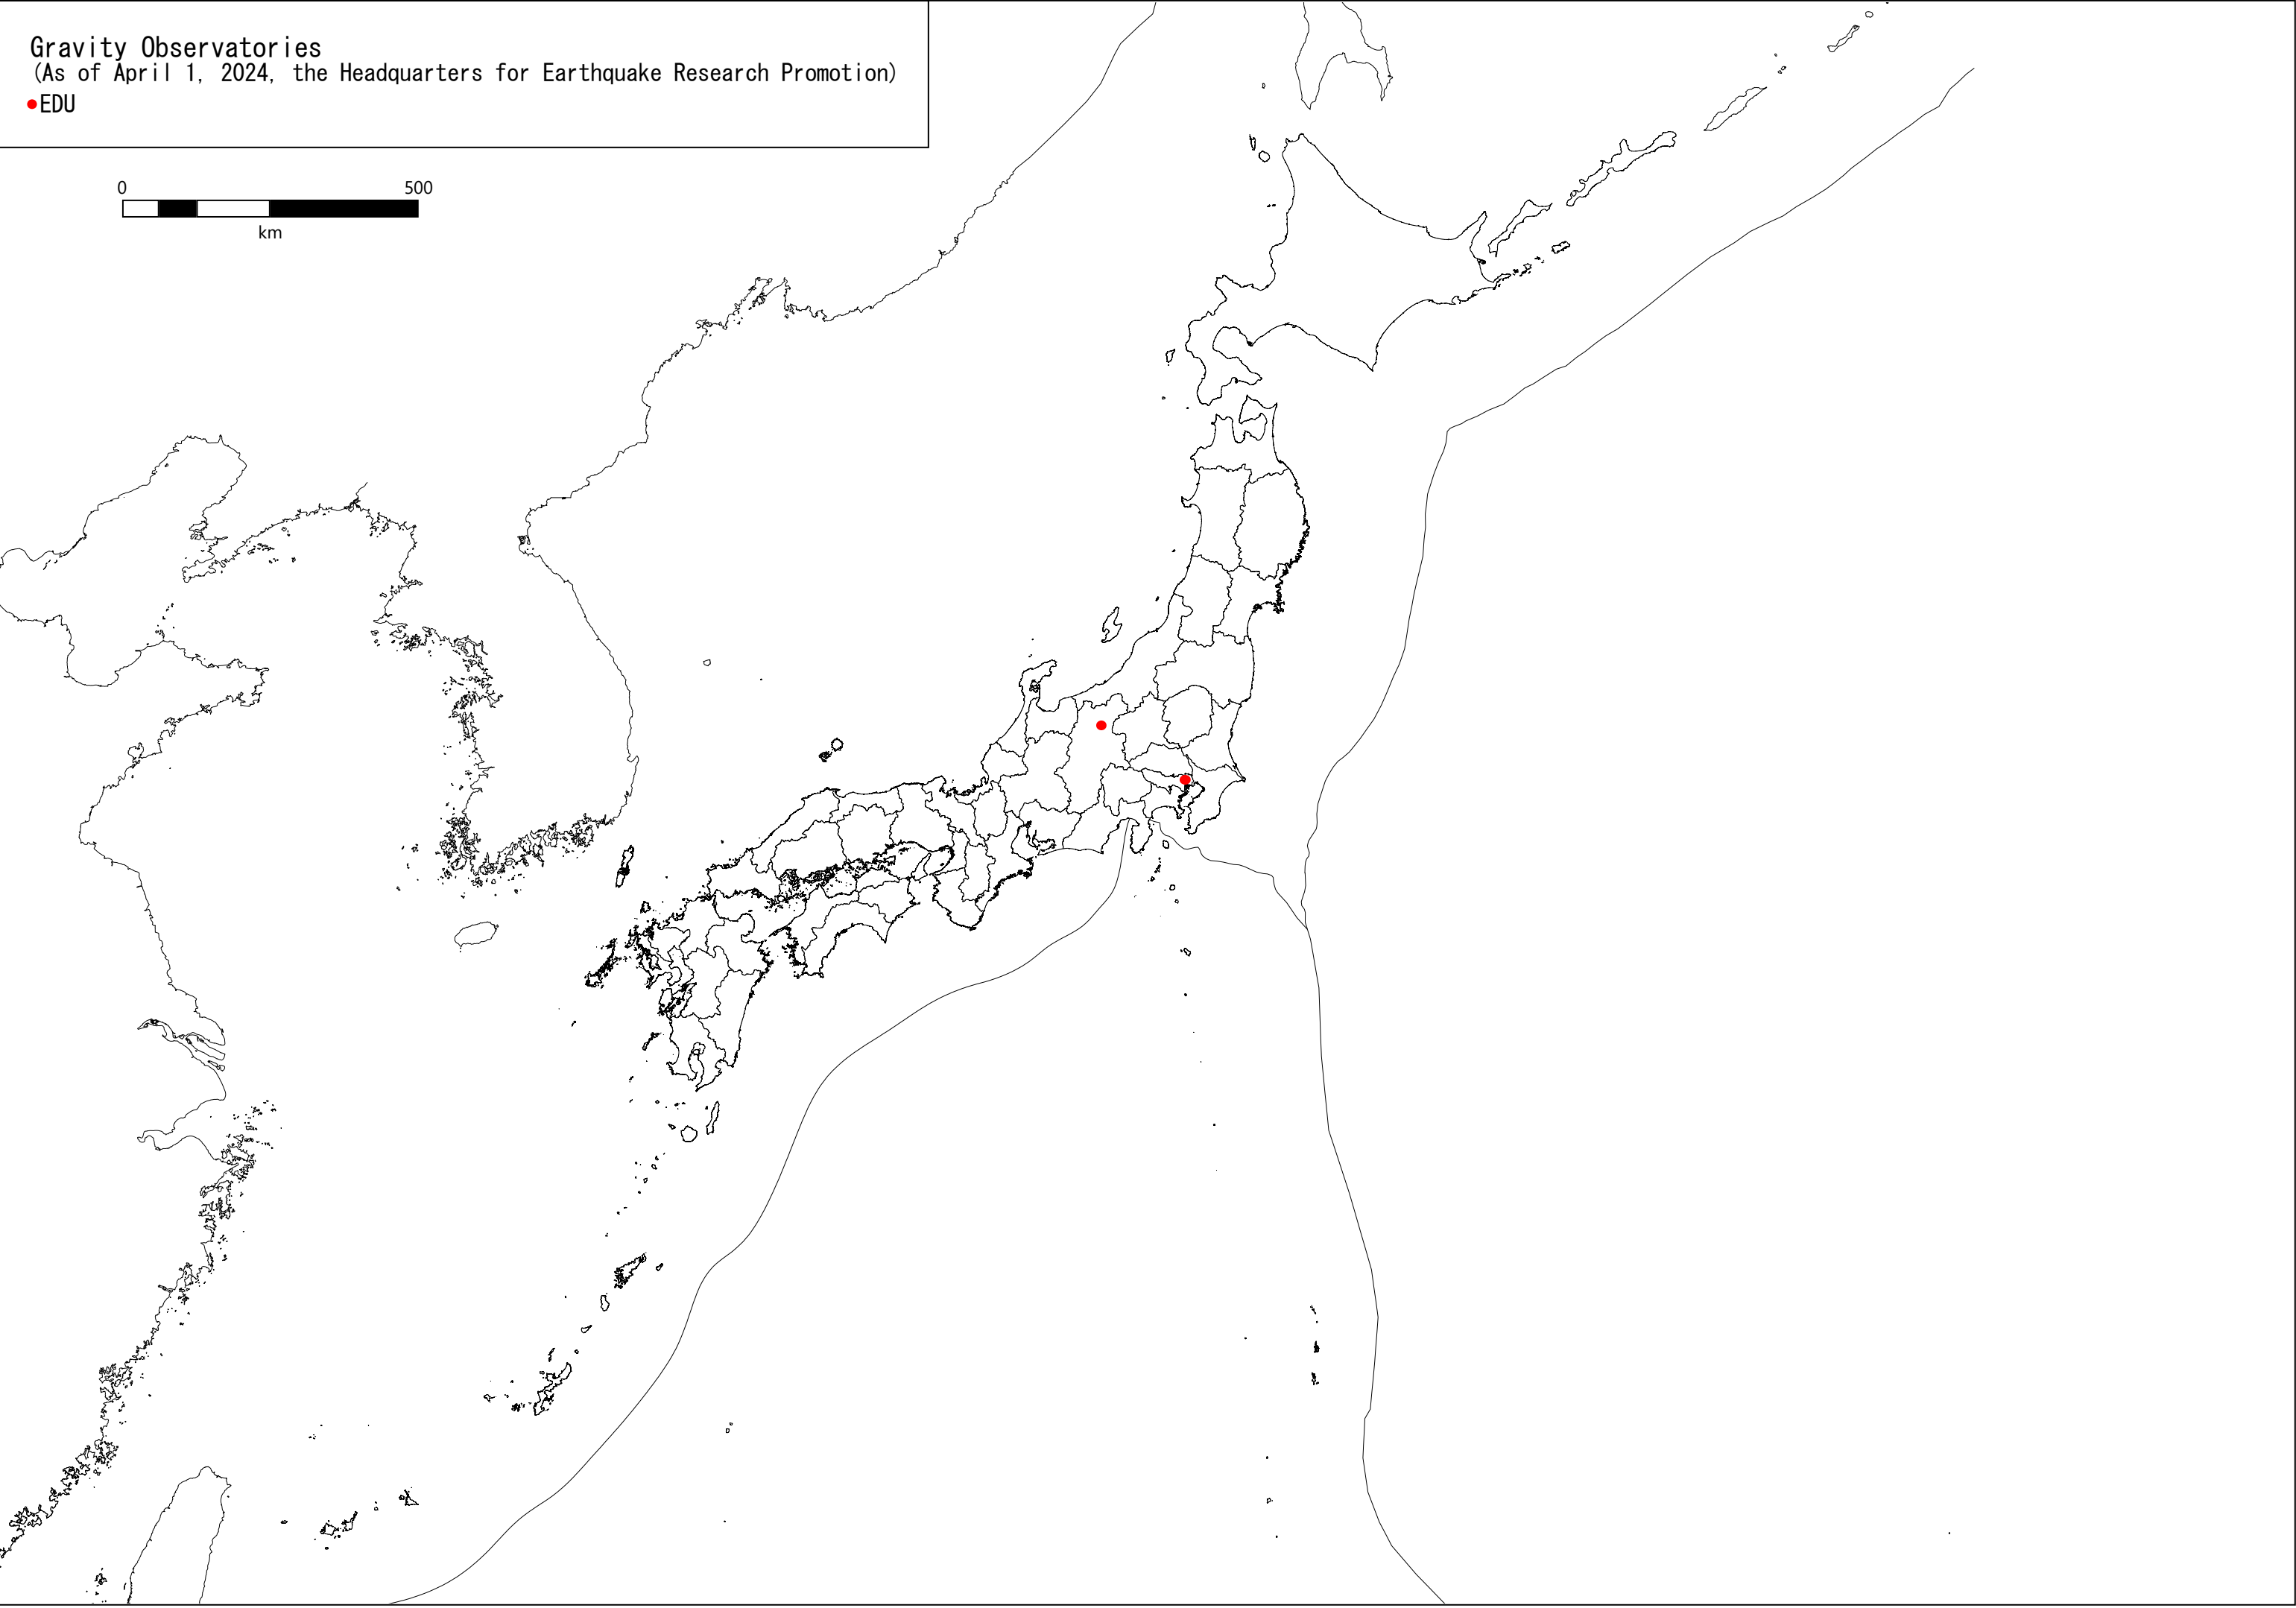 Gravity Observatories
(As of April 1, 2024, the Headquarters for Earthquake Research Promotion)
EDU
0 500
km